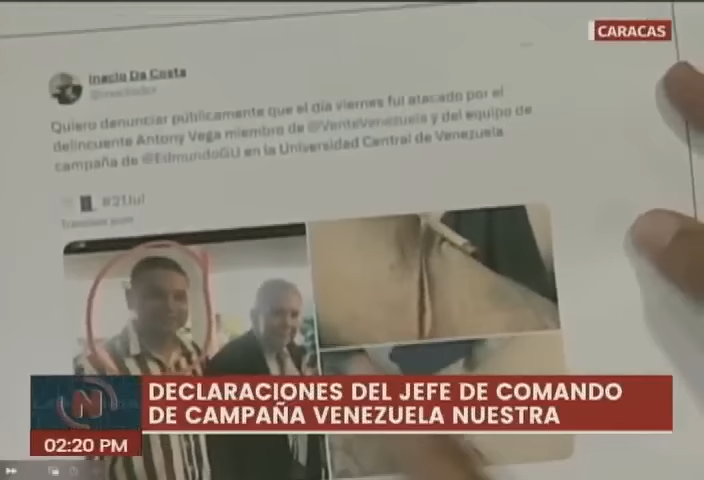 CARACAS
Inacio Da Costa
Quiero denunciar públicamente que el día viernes fui atacado por el
delincuente Antony Vega miembro de @VenteVenezuela y del equipo de
campaña de @EdmundoGU en la Universidad Central de Venezuela
#21Jul
DECLARACIONES DEL JEFE DE COMANDO
DE CAMPAÑA VENEZUELA NUESTRA
N
02:20 PM